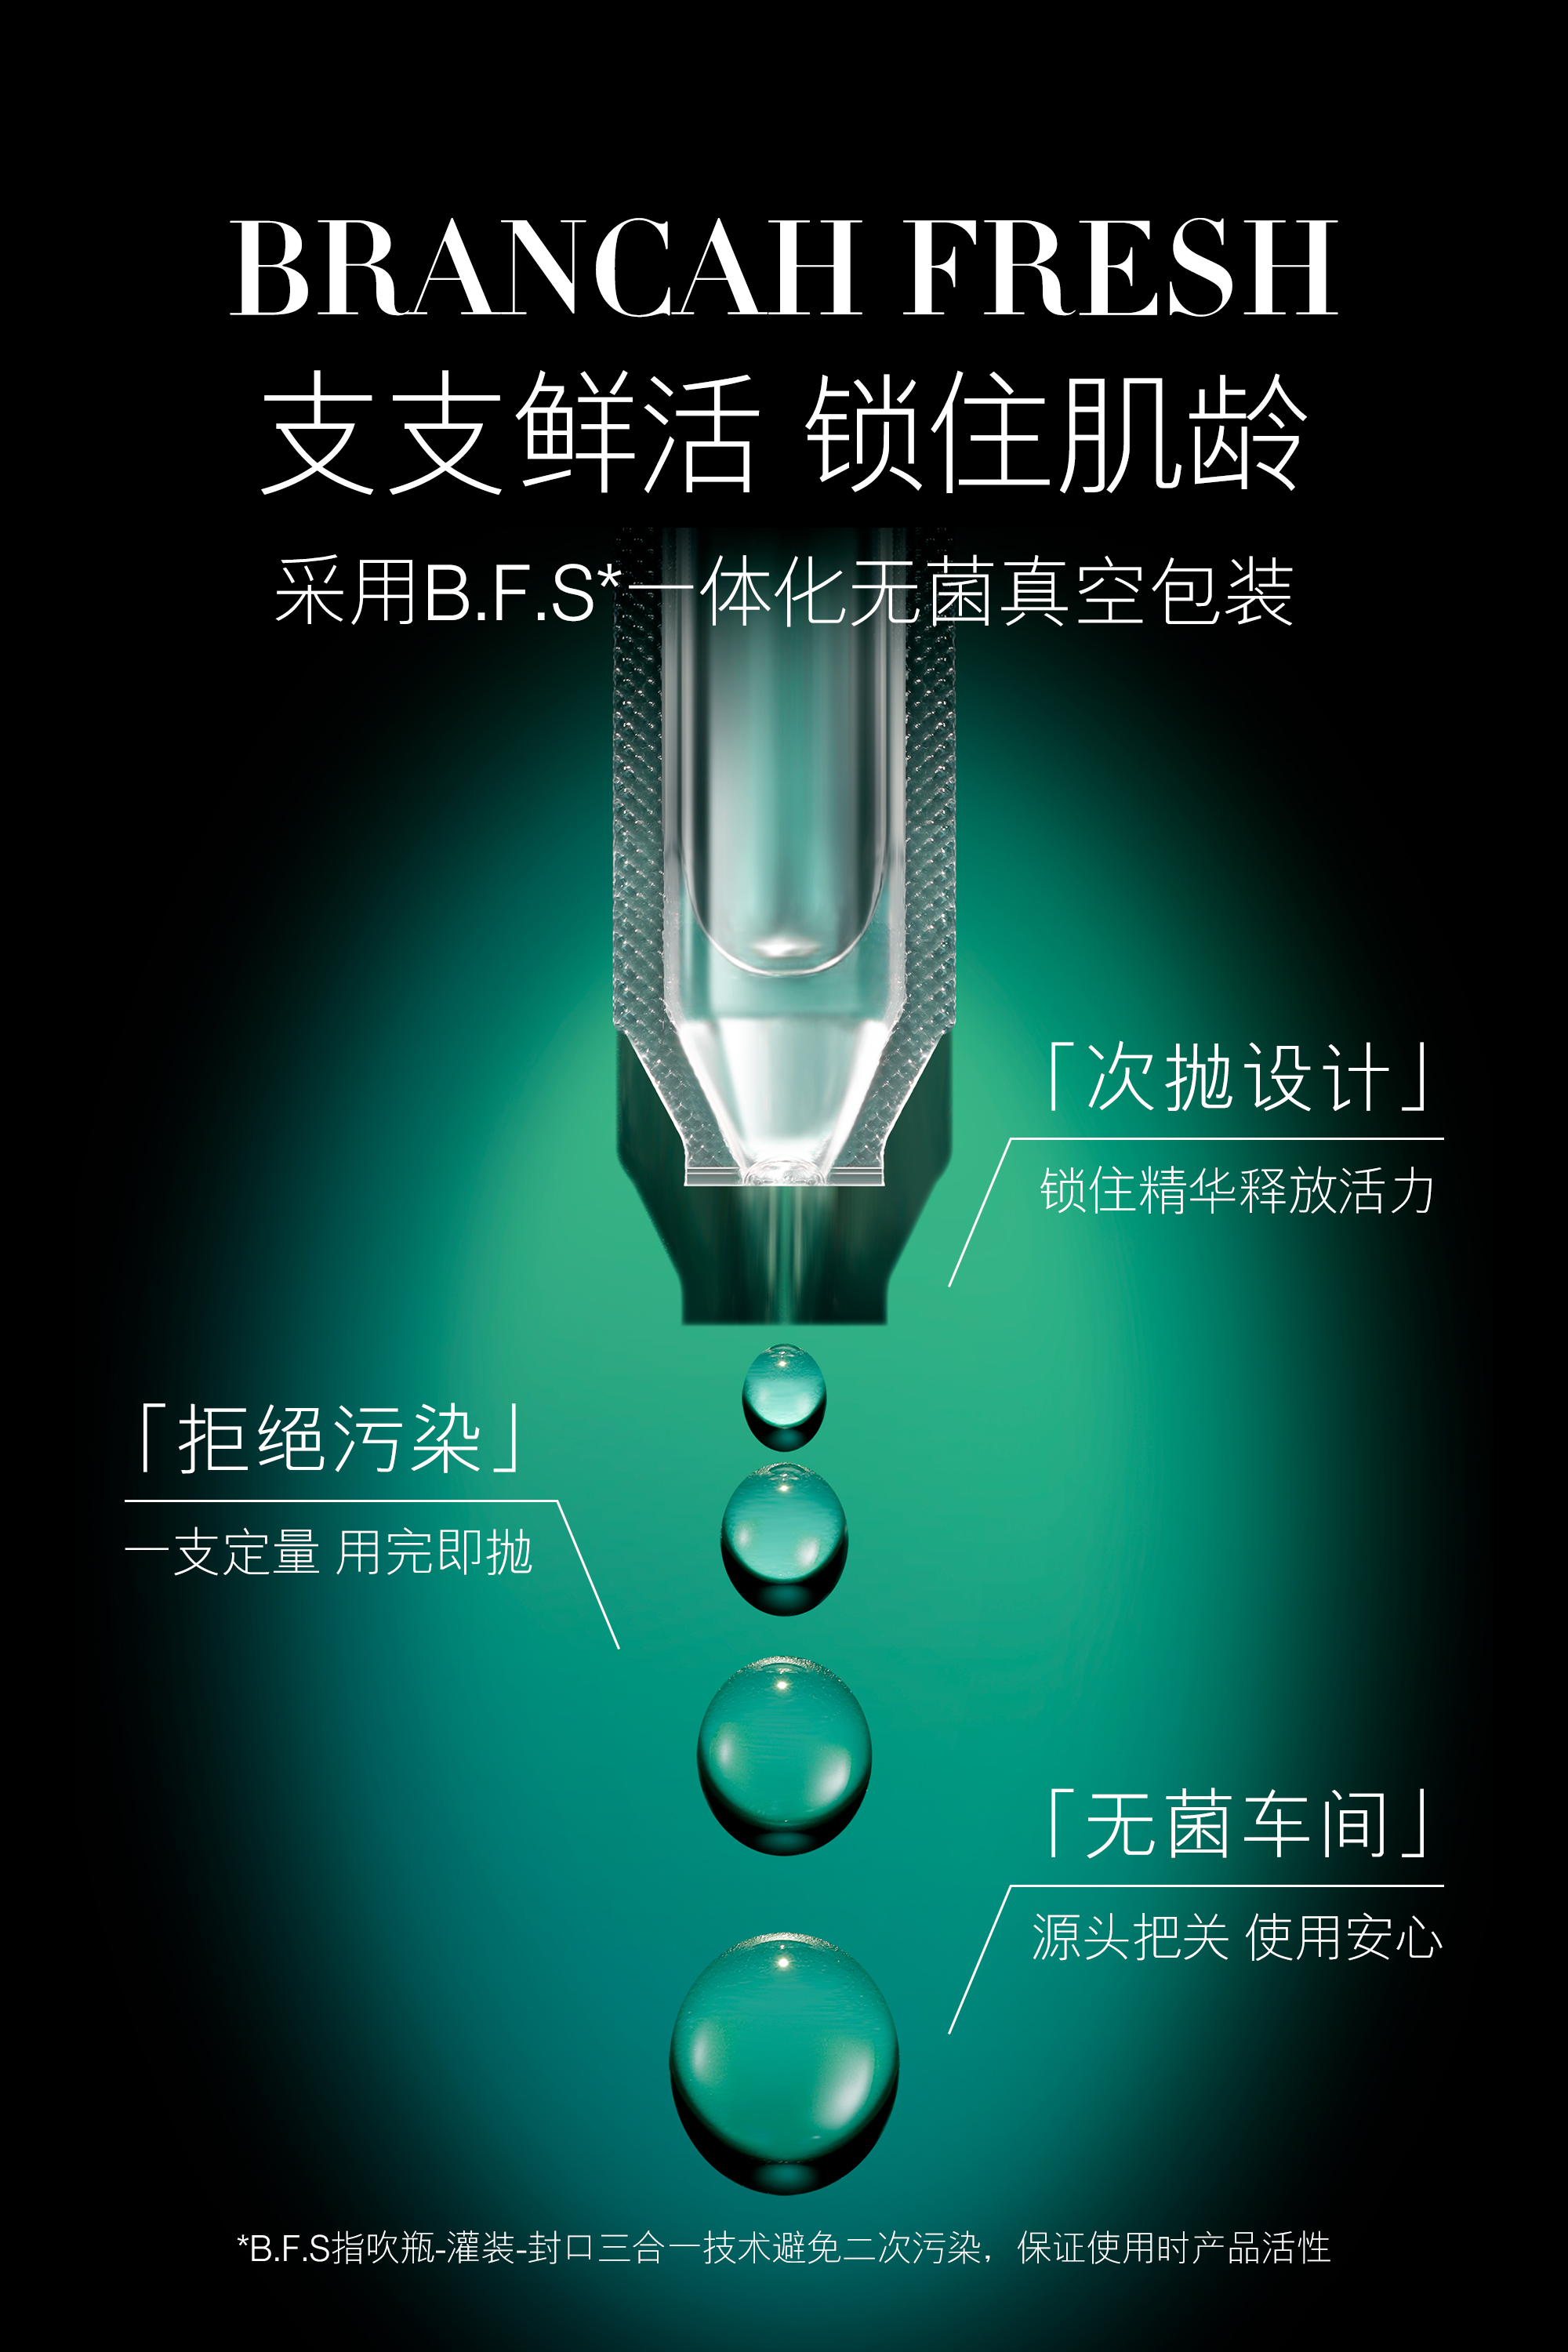 BRANCAH FRESH
支支鲜活 锁住肌龄
采用B.F.S*一体化无菌真空包装
「次抛设计」
锁住精华释放活力
「拒绝污染」
一支定量 用完即抛
「无菌车间」
源头把关 使用安心
*B.F.S指吹瓶-灌装-封口三合一技术避免二次污染，保证使用时产品活性